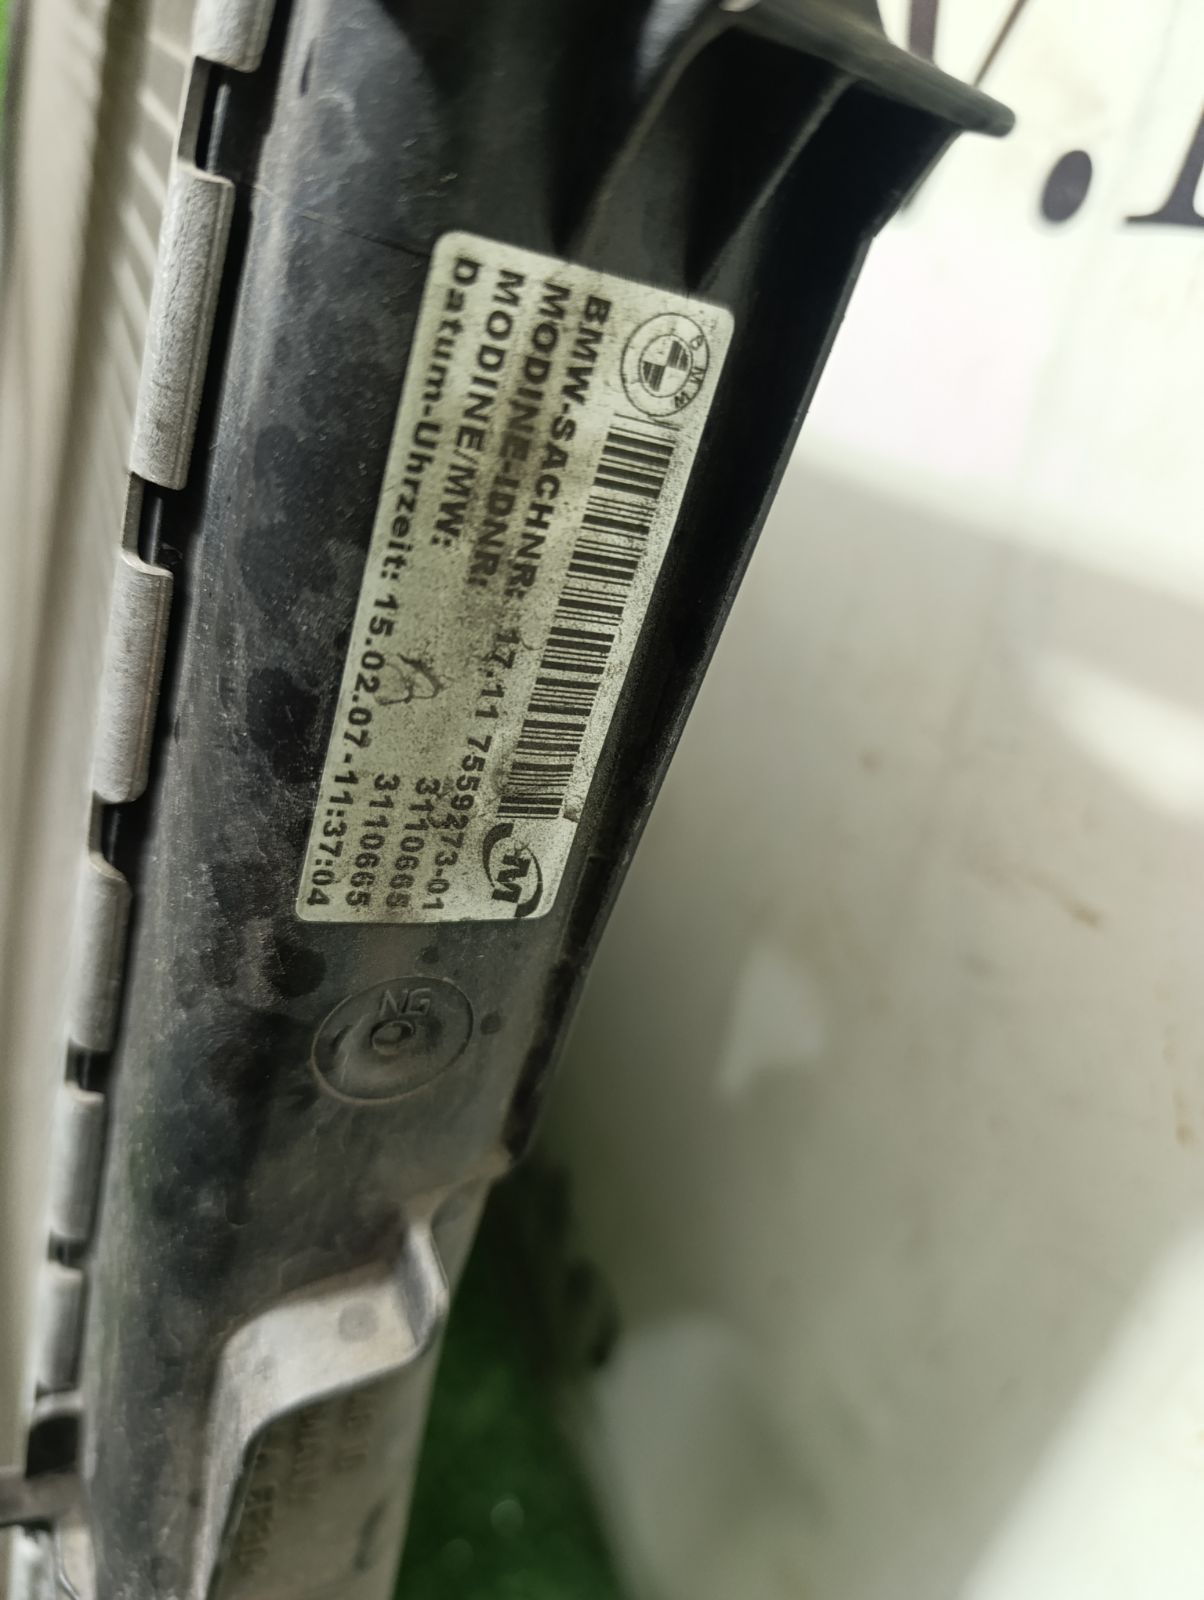 BMW
BMW-SACHNR: 17.11 7559273-01
MODINE-IDNR: 3110665
MODINE/MW: 3110665
Datum-Uhrzeit: 15.02.07-11:37:04
M
NG